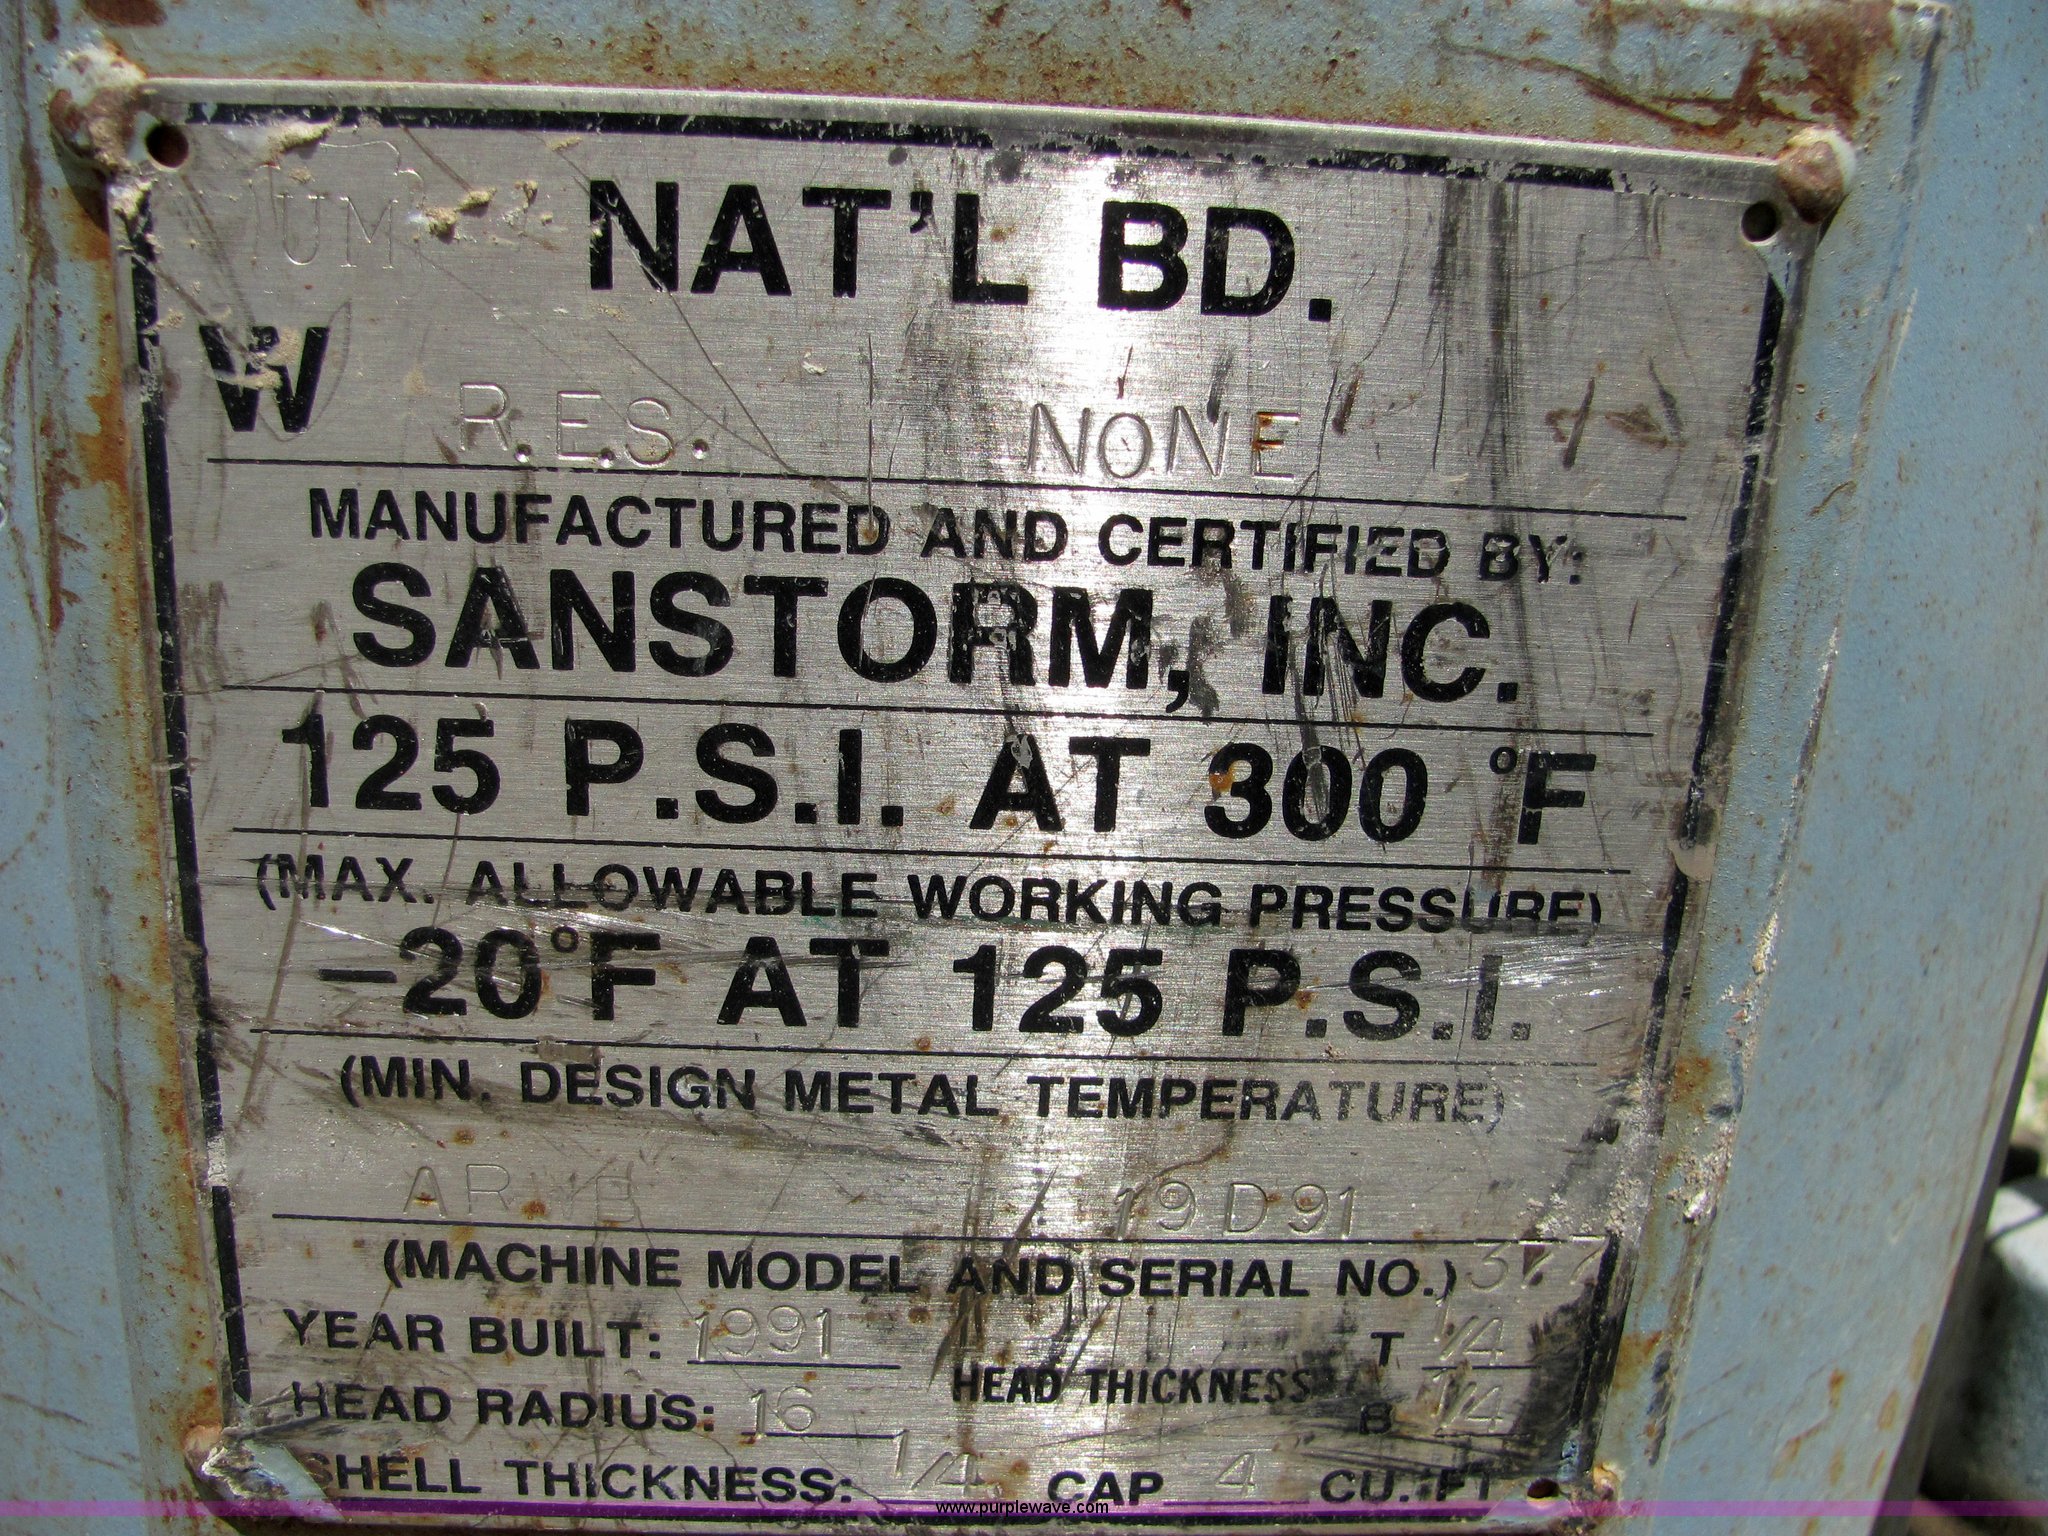 UM
NAT'L BD.
W
R.E.S. NONE
MANUFACTURED AND CERTIFIED BY:
SANSTORM, INC.
125 P.S.I. AT 300 °F
(MAX. ALLOWABLE WORKING PRESSURE)
-20°F AT 125 P.S.I.
(MIN. DESIGN METAL TEMPERATURE)
19D91
(MACHINE MODEL AND SERIAL NO.)
YEAR BUILT: 1991
HEAD THICKNESS T 1/4
B 1/4
HEAD RADIUS: 16
SHELL THICKNESS: 1/4 CAP 4 CU. FT
www.purplewave.com